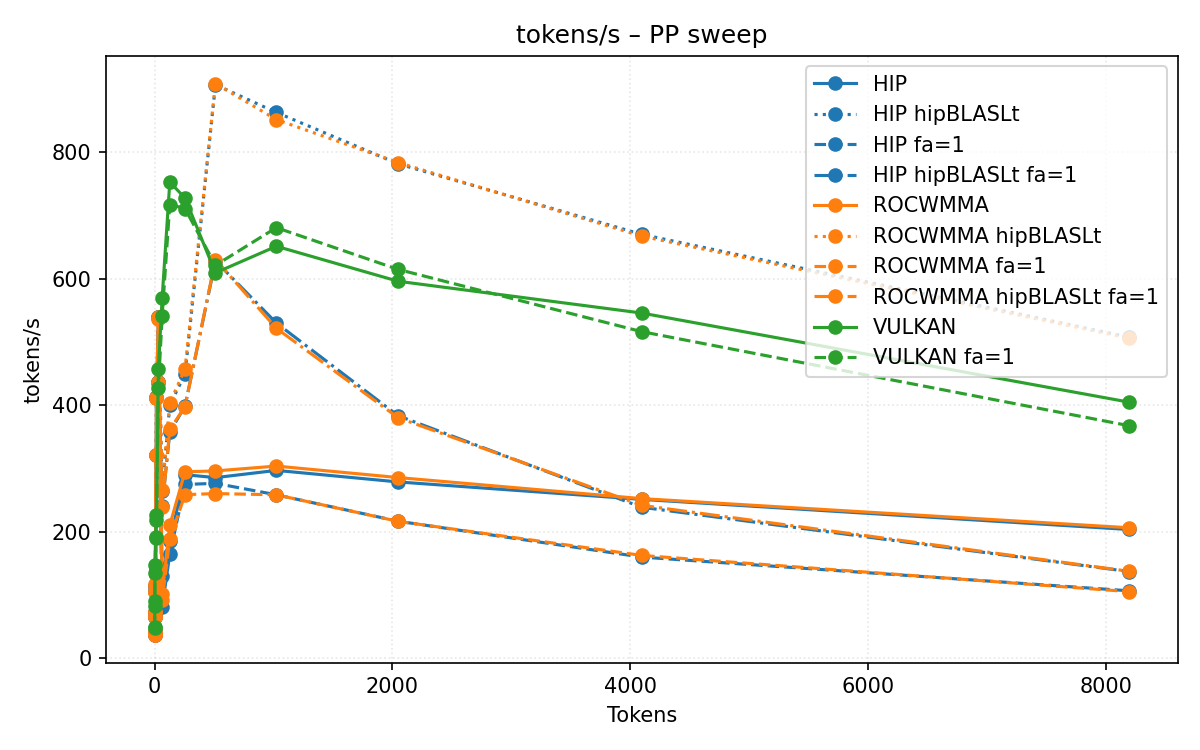 tokens/s – PP sweep
tokens/s
800
600
400
200
0
0 2000 4000 6000 8000
Tokens
HIP
HIP hipBLASLt
HIP fa=1
HIP hipBLASLt fa=1
ROCWMMA
ROCWMMA hipBLASLt
ROCWMMA fa=1
ROCWMMA hipBLASLt fa=1
VULKAN
VULKAN fa=1